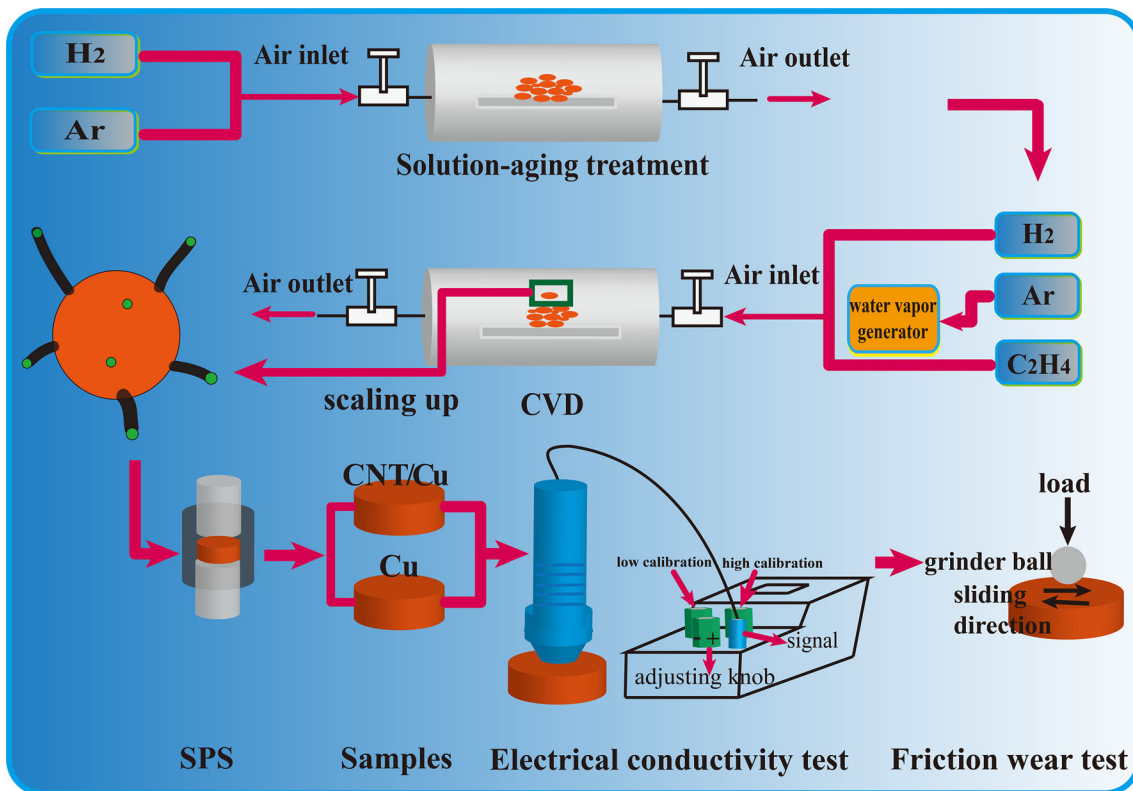 H2
Air inlet
Air outlet
Ar
Solution-aging treatment
H2
Air outlet
Air inlet
Ar
water vapor
generator
C2H4
scaling up
CVD
CNT/Cu
Cu
load
low calibration
high calibration
grinder ball
sliding
direction
- +
signal
adjusting knob
SPS
Samples
Electrical conductivity test
Friction wear test